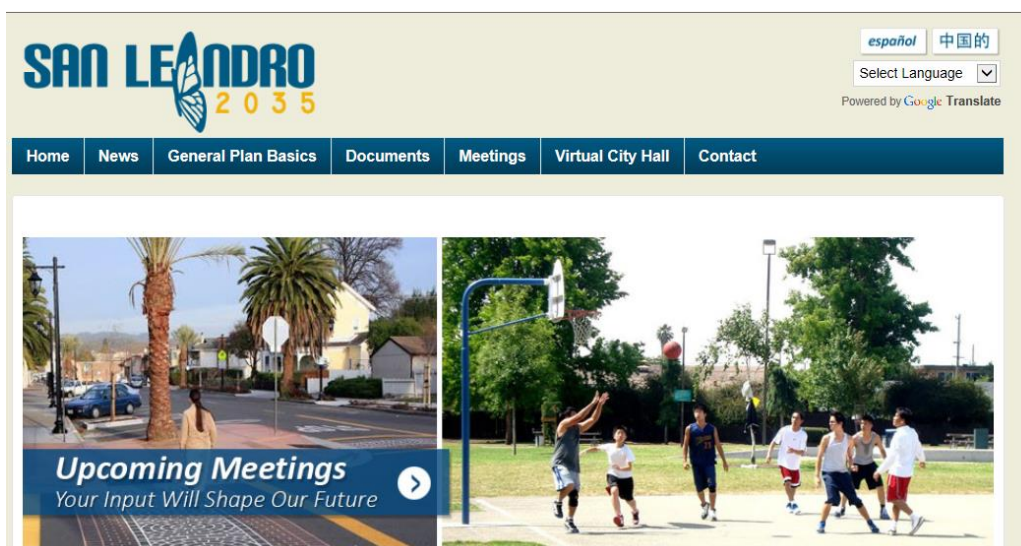 SAN LEANDRO
2035
español 中国的
Select Language
Powered by Google Translate
Home News General Plan Basics Documents Meetings Virtual City Hall Contact
Upcoming Meetings
Your Input Will Shape Our Future